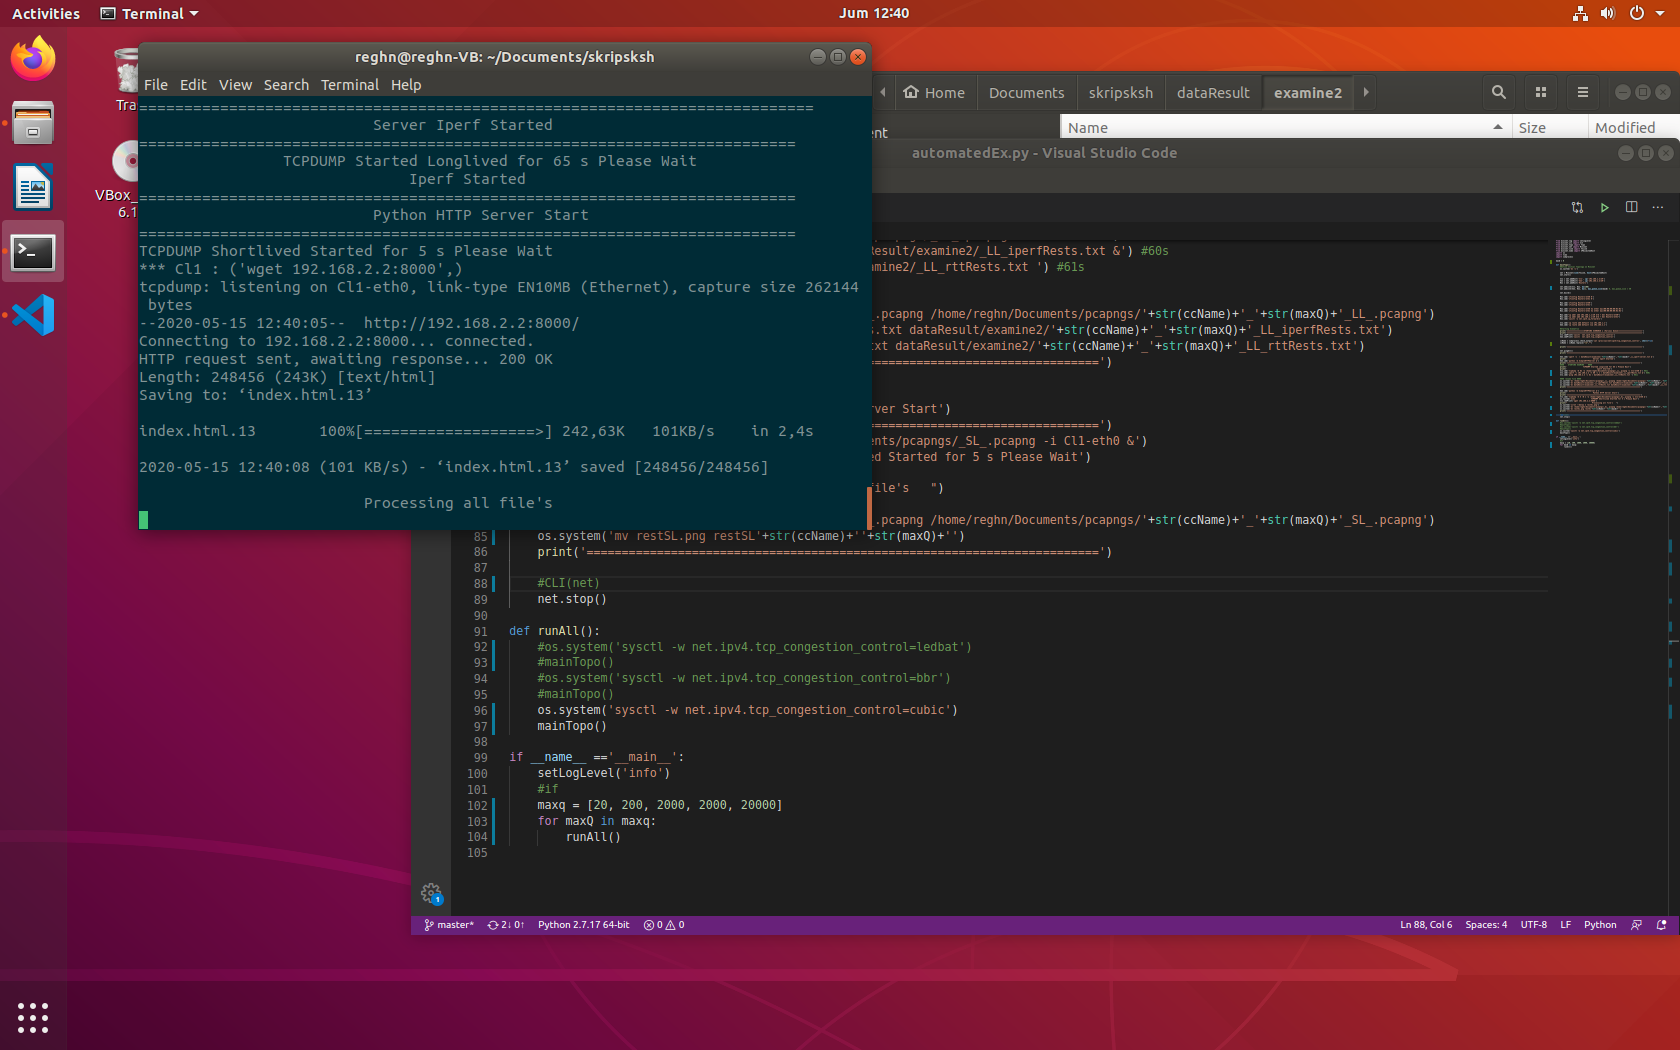 Activities
Terminal
Jum 12:40
reghn@reghn-VB: ~/Documents/skripsksh
File Edit View Search Terminal Help
===========================================================================
Server Iperf Started
=========================================================================
TCPDUMP Started Longlived for 65 s Please Wait
Iperf Started
=========================================================================
Python HTTP Server Start
=========================================================================
TCPDUMP Shortlived Started for 5 s Please Wait
*** Cl1 : ('wget 192.168.2.2:8000',)
tcpdump: listening on Cl1-eth0, link-type EN10MB (Ethernet), capture size 262144
bytes
--2020-05-15 12:40:05-- http://192.168.2.2:8000/
Connecting to 192.168.2.2:8000... connected.
HTTP request sent, awaiting response... 200 OK
Length: 248456 (243K) [text/html]
Saving to: ‘index.html.13’
index.html.13 100%[===================>] 242,63K 101KB/s in 2,4s
2020-05-15 12:40:08 (101 KB/s) - ‘index.html.13’ saved [248456/248456]
Processing all file's
Tra
VBox_
6.1
Home Documents skripsksh dataResult examine2
ent
Name Size Modified
automatedEx.py - Visual Studio Code
Result/examine2/_LL_iperfRests.txt &') #60s
mine2/_LL_rttRests.txt ') #61s
_.pcapng /home/reghn/Documents/pcapngs/'+str(ccName)+'_'+str(maxQ)+'_LL_.pcapng')
s.txt dataResult/examine2/'+str(ccName)+'_'+str(maxQ)+'_LL_iperfRests.txt')
txt dataResult/examine2/'+str(ccName)+'_'+str(maxQ)+'_LL_rttRests.txt')
================================')
rver Start')
================================')
ents/pcapngs/_SL_.pcapng -i Cl1-eth0 &')
ed Started for 5 s Please Wait')
file's ")
_.pcapng /home/reghn/Documents/pcapngs/'+str(ccName)+'_'+str(maxQ)+'_SL_.pcapng')
85 os.system('mv restSL.png restSL'+str(ccName)+''+str(maxQ)+'')
86 print('=========================================================================')
87
88 #CLI(net)
89 net.stop()
90
91 def runAll():
92 #os.system('sysctl -w net.ipv4.tcp_congestion_control=ledbat')
93 #mainTopo()
94 #os.system('sysctl -w net.ipv4.tcp_congestion_control=bbr')
95 #mainTopo()
96 os.system('sysctl -w net.ipv4.tcp_congestion_control=cubic')
97 mainTopo()
98
99 if __name__ =='__main__':
100 setLogLevel('info')
101 #if
102 maxq = [20, 200, 2000, 2000, 20000]
103 for maxQ in maxq:
104 runAll()
105
1
master* 2↓ 0↑ Python 2.7.17 64-bit 0 0 Ln 88, Col 6 Spaces: 4 UTF-8 LF Python